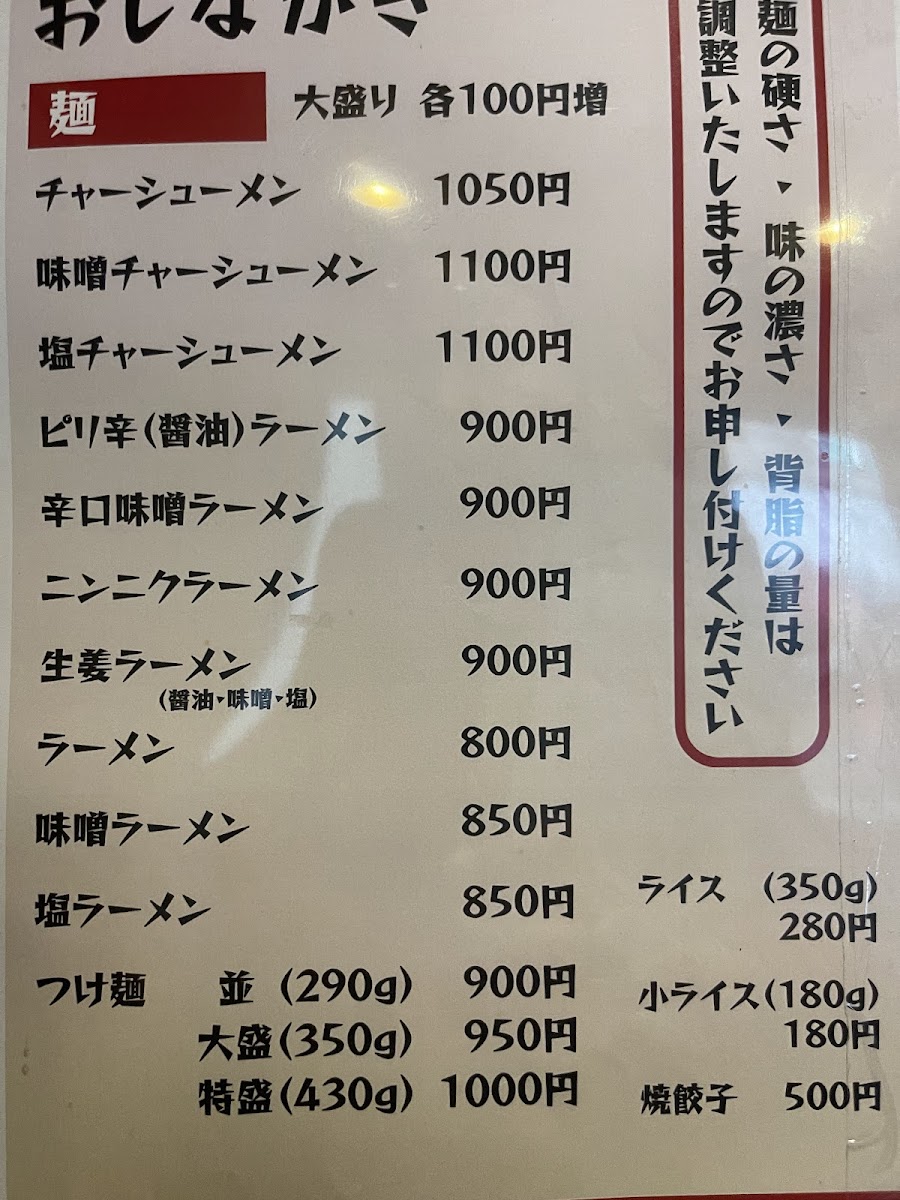 おしながき
麺の硬さ・味の濃さ・背脂の量は
調整いたしますのでお申し付けください
麺 大盛り 各100円増
チャーシューメン 1050円
味噌チャーシューメン 1100円
塩チャーシューメン 1100円
ピリ辛(醤油)ラーメン 900円
辛口味噌ラーメン 900円
ニンニクラーメン 900円
生姜ラーメン 900円
(醤油・味噌・塩)
ラーメン 800円
味噌ラーメン 850円
塩ラーメン 850円
つけ麺 並 (290g) 900円
大盛(350g) 950円
特盛(430g) 1000円
ライス (350g)
280円
小ライス(180g)
180円
焼餃子 500円